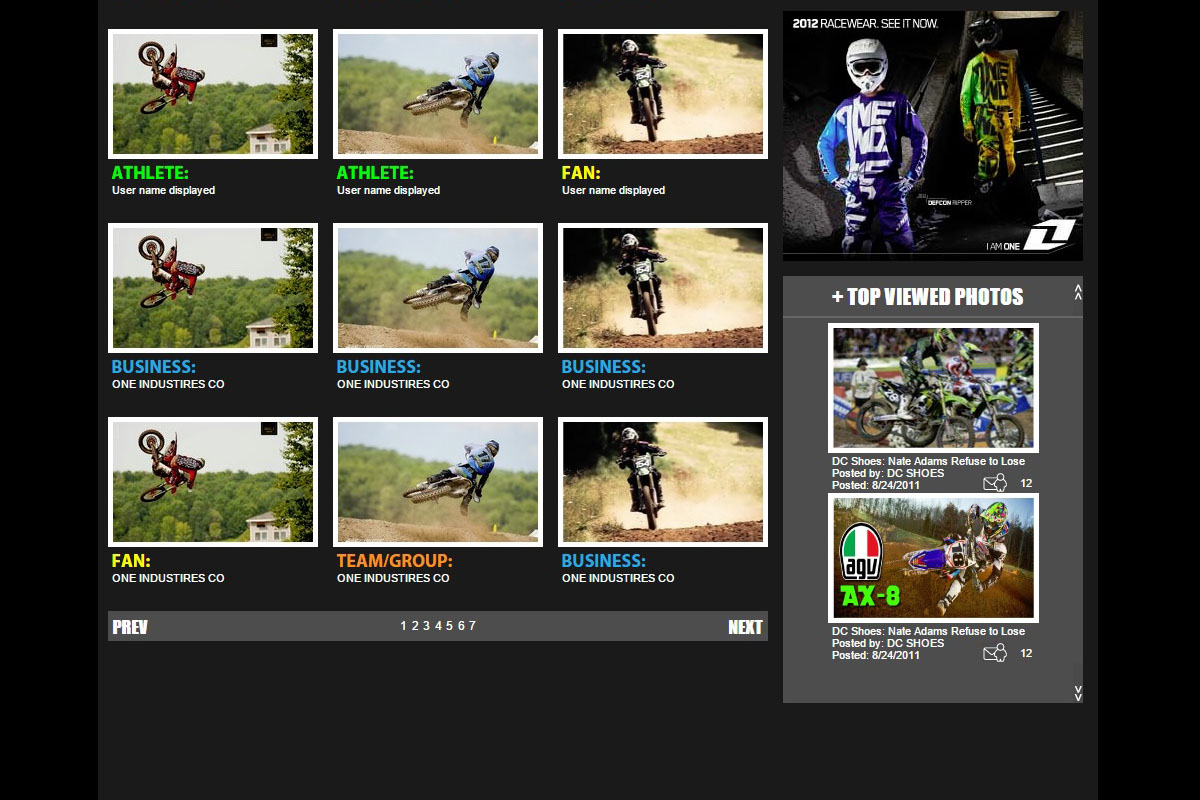 ATHLETE:
User name displayed
ATHLETE:
User name displayed
FAN:
User name displayed
BUSINESS:
ONE INDUSTIRES CO
BUSINESS:
ONE INDUSTIRES CO
BUSINESS:
ONE INDUSTIRES CO
FAN:
ONE INDUSTIRES CO
TEAM/GROUP:
ONE INDUSTIRES CO
BUSINESS:
ONE INDUSTIRES CO
PREV
1 2 3 4 5 6 7
NEXT
2012 RACEWEAR. SEE IT NOW.
DEFCON RIPPER
I AM ONE
+ TOP VIEWED PHOTOS
DC Shoes: Nate Adams Refuse to Lose
Posted by: DC SHOES
Posted: 8/24/2011
12
agv
AX-8
DC Shoes: Nate Adams Refuse to Lose
Posted by: DC SHOES
Posted: 8/24/2011
12